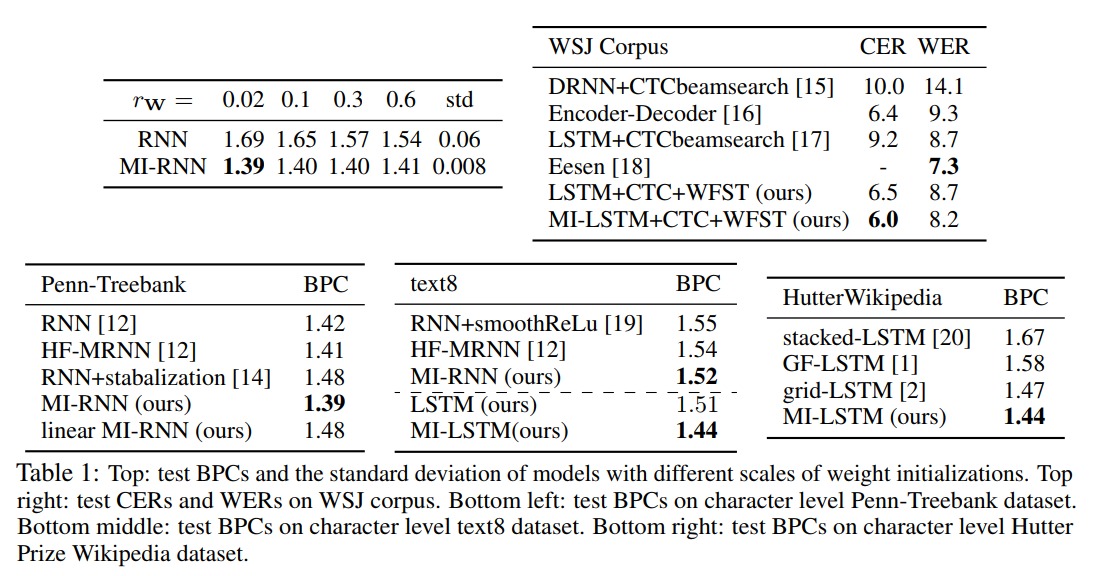 r_W = 0.02 0.1 0.3 0.6 std
RNN 1.69 1.65 1.57 1.54 0.06
MI-RNN 1.39 1.40 1.40 1.41 0.008
WSJ Corpus CER WER
DRNN+CTCbeamsearch [15] 10.0 14.1
Encoder-Decoder [16] 6.4 9.3
LSTM+CTCbeamsearch [17] 9.2 8.7
Eesen [18] - 7.3
LSTM+CTC+WFST (ours) 6.5 8.7
MI-LSTM+CTC+WFST (ours) 6.0 8.2
Penn-Treebank BPC
RNN [12] 1.42
HF-MRNN [12] 1.41
RNN+stabalization [14] 1.48
MI-RNN (ours) 1.39
linear MI-RNN (ours) 1.48
text8 BPC
RNN+smoothReLu [19] 1.55
HF-MRNN [12] 1.54
MI-RNN (ours) 1.52
LSTM (ours) 1.51
MI-LSTM(ours) 1.44
HutterWikipedia BPC
stacked-LSTM [20] 1.67
GF-LSTM [1] 1.58
grid-LSTM [2] 1.47
MI-LSTM (ours) 1.44
Table 1: Top: test BPCs and the standard deviation of models with different scales of weight initializations. Top
right: test CERs and WERs on WSJ corpus. Bottom left: test BPCs on character level Penn-Treebank dataset.
Bottom middle: test BPCs on character level text8 dataset. Bottom right: test BPCs on character level Hutter
Prize Wikipedia dataset.